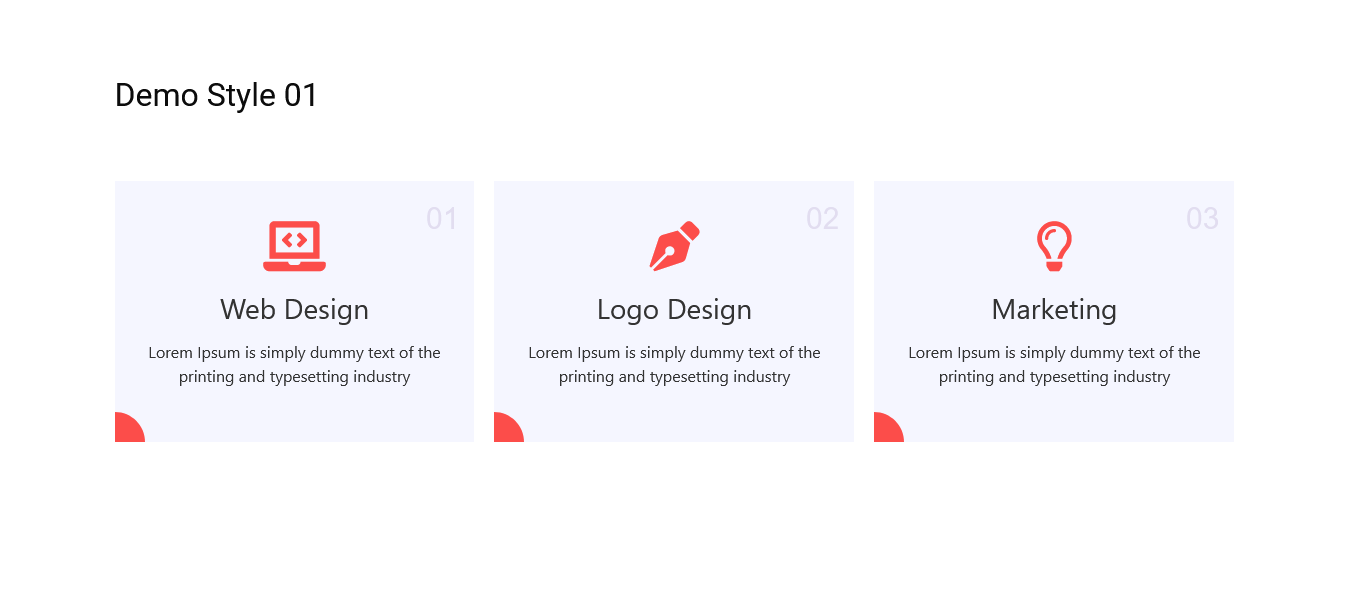 Demo Style 01
01
Web Design
Lorem Ipsum is simply dummy text of the
printing and typesetting industry
02
Logo Design
Lorem Ipsum is simply dummy text of the
printing and typesetting industry
03
Marketing
Lorem Ipsum is simply dummy text of the
printing and typesetting industry